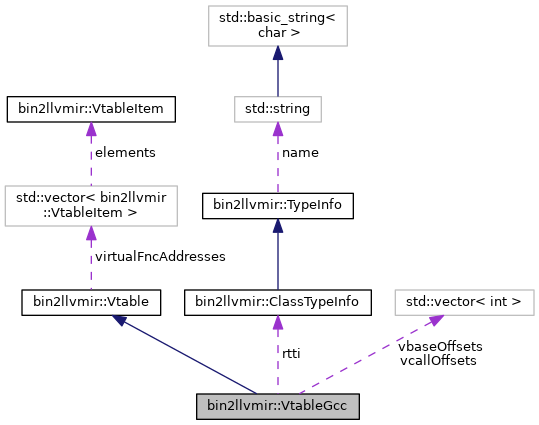 std::basic_string<
char >
bin2llvmir::VtableItem
std::string
elements
name
std::vector< bin2llvmir
::VtableItem >
bin2llvmir::TypeInfo
virtualFncAddresses
bin2llvmir::Vtable
bin2llvmir::ClassTypeInfo
std::vector< int >
rtti
vbaseOffsets
vcallOffsets
bin2llvmir::VtableGcc